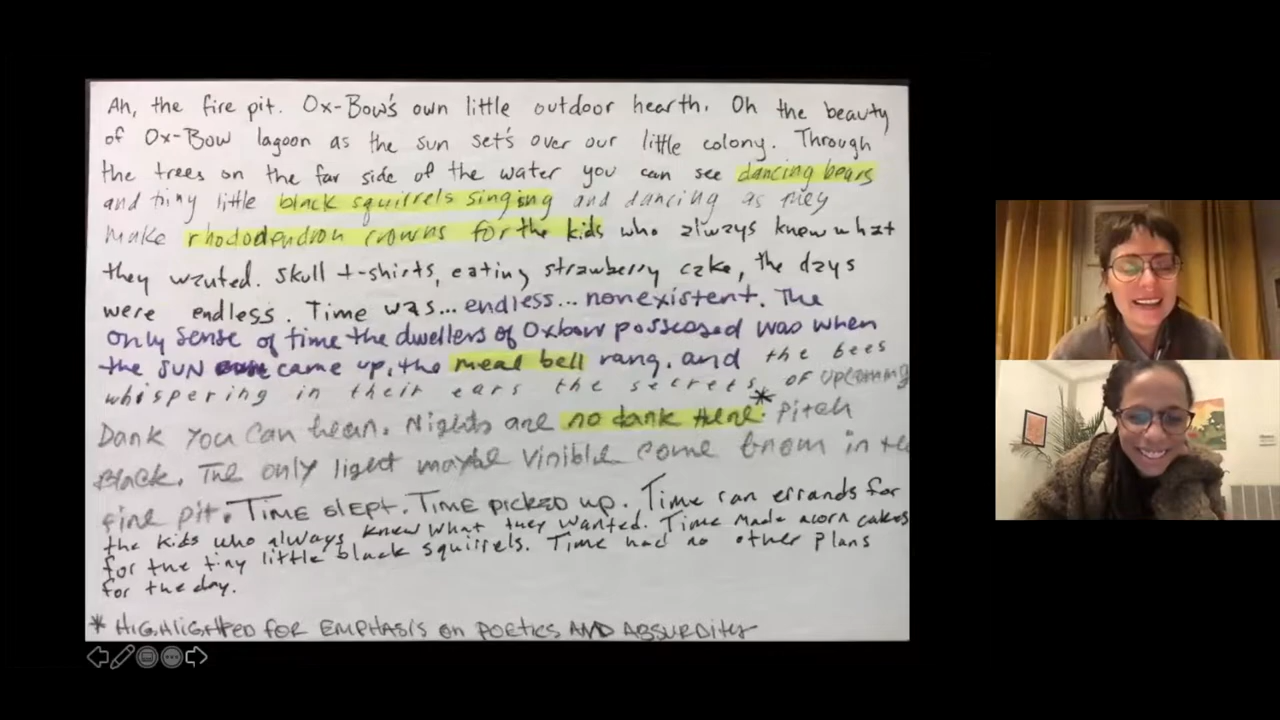 Ah, the fire pit. Ox-Bow's own little outdoor hearth. Oh the beauty
of Ox-Bow lagoon as the sun set's over our little colony. Through
the trees on the far side of the water you can see dancing bears
and tiny little black squirrels singing and dancing as they
make rhododendron crowns for the kids who always knew what
they wanted. Skull t-shirts, eating strawberry cake, the days
were endless. Time was... endless... nonexistent. The
only sense of time the dwellers of Oxbow possessed was when
the sun came up, the meal bell rang, and the bees
whispering in their ears the secrets of upcoming
Dank you can hear. Nights are no dank here.* Pitch
Black. The only light maybe visible come from in the
fire pit. Time slept. Time picked up. Time ran errands for
the kids who always knew what they wanted. Time made acorn cakes
for the tiny little black squirrels. Time had no other plans
for the day.
* HIGHLIGHTED FOR EMPHASIS ON POETICS AND ABSURDITY